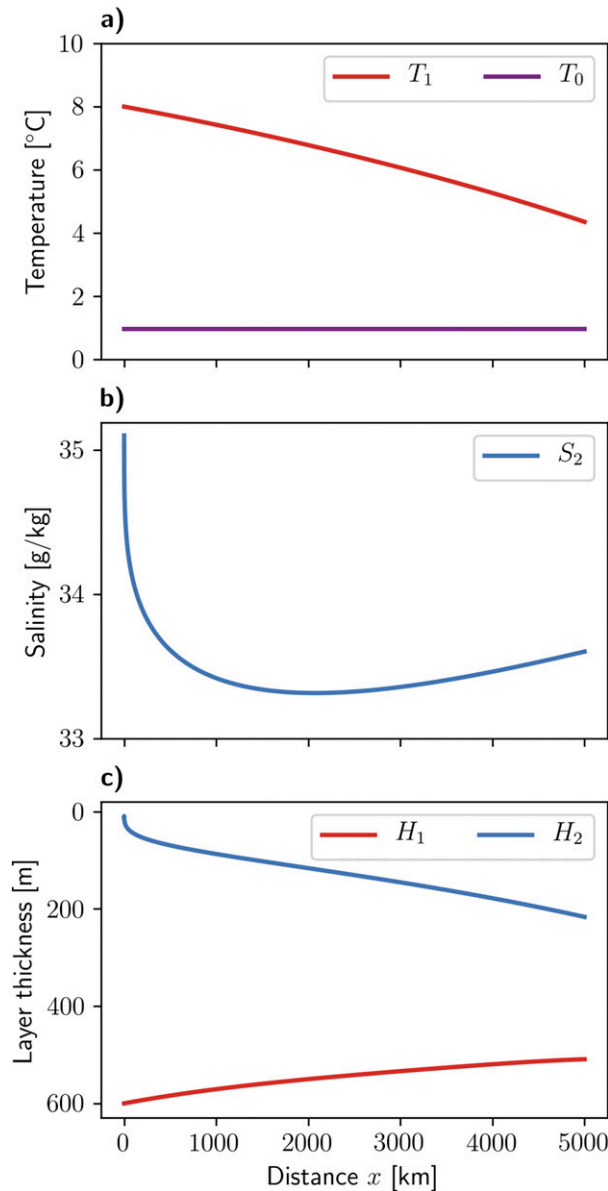 a)
10
8
6
4
2
0
Temperature [°C]
T₁ T₀
b)
35
34
33
Salinity [g/kg]
S₂
c)
0
200
400
600
Layer thickness [m]
H₁ H₂
0 1000 2000 3000 4000 5000
Distance x [km]